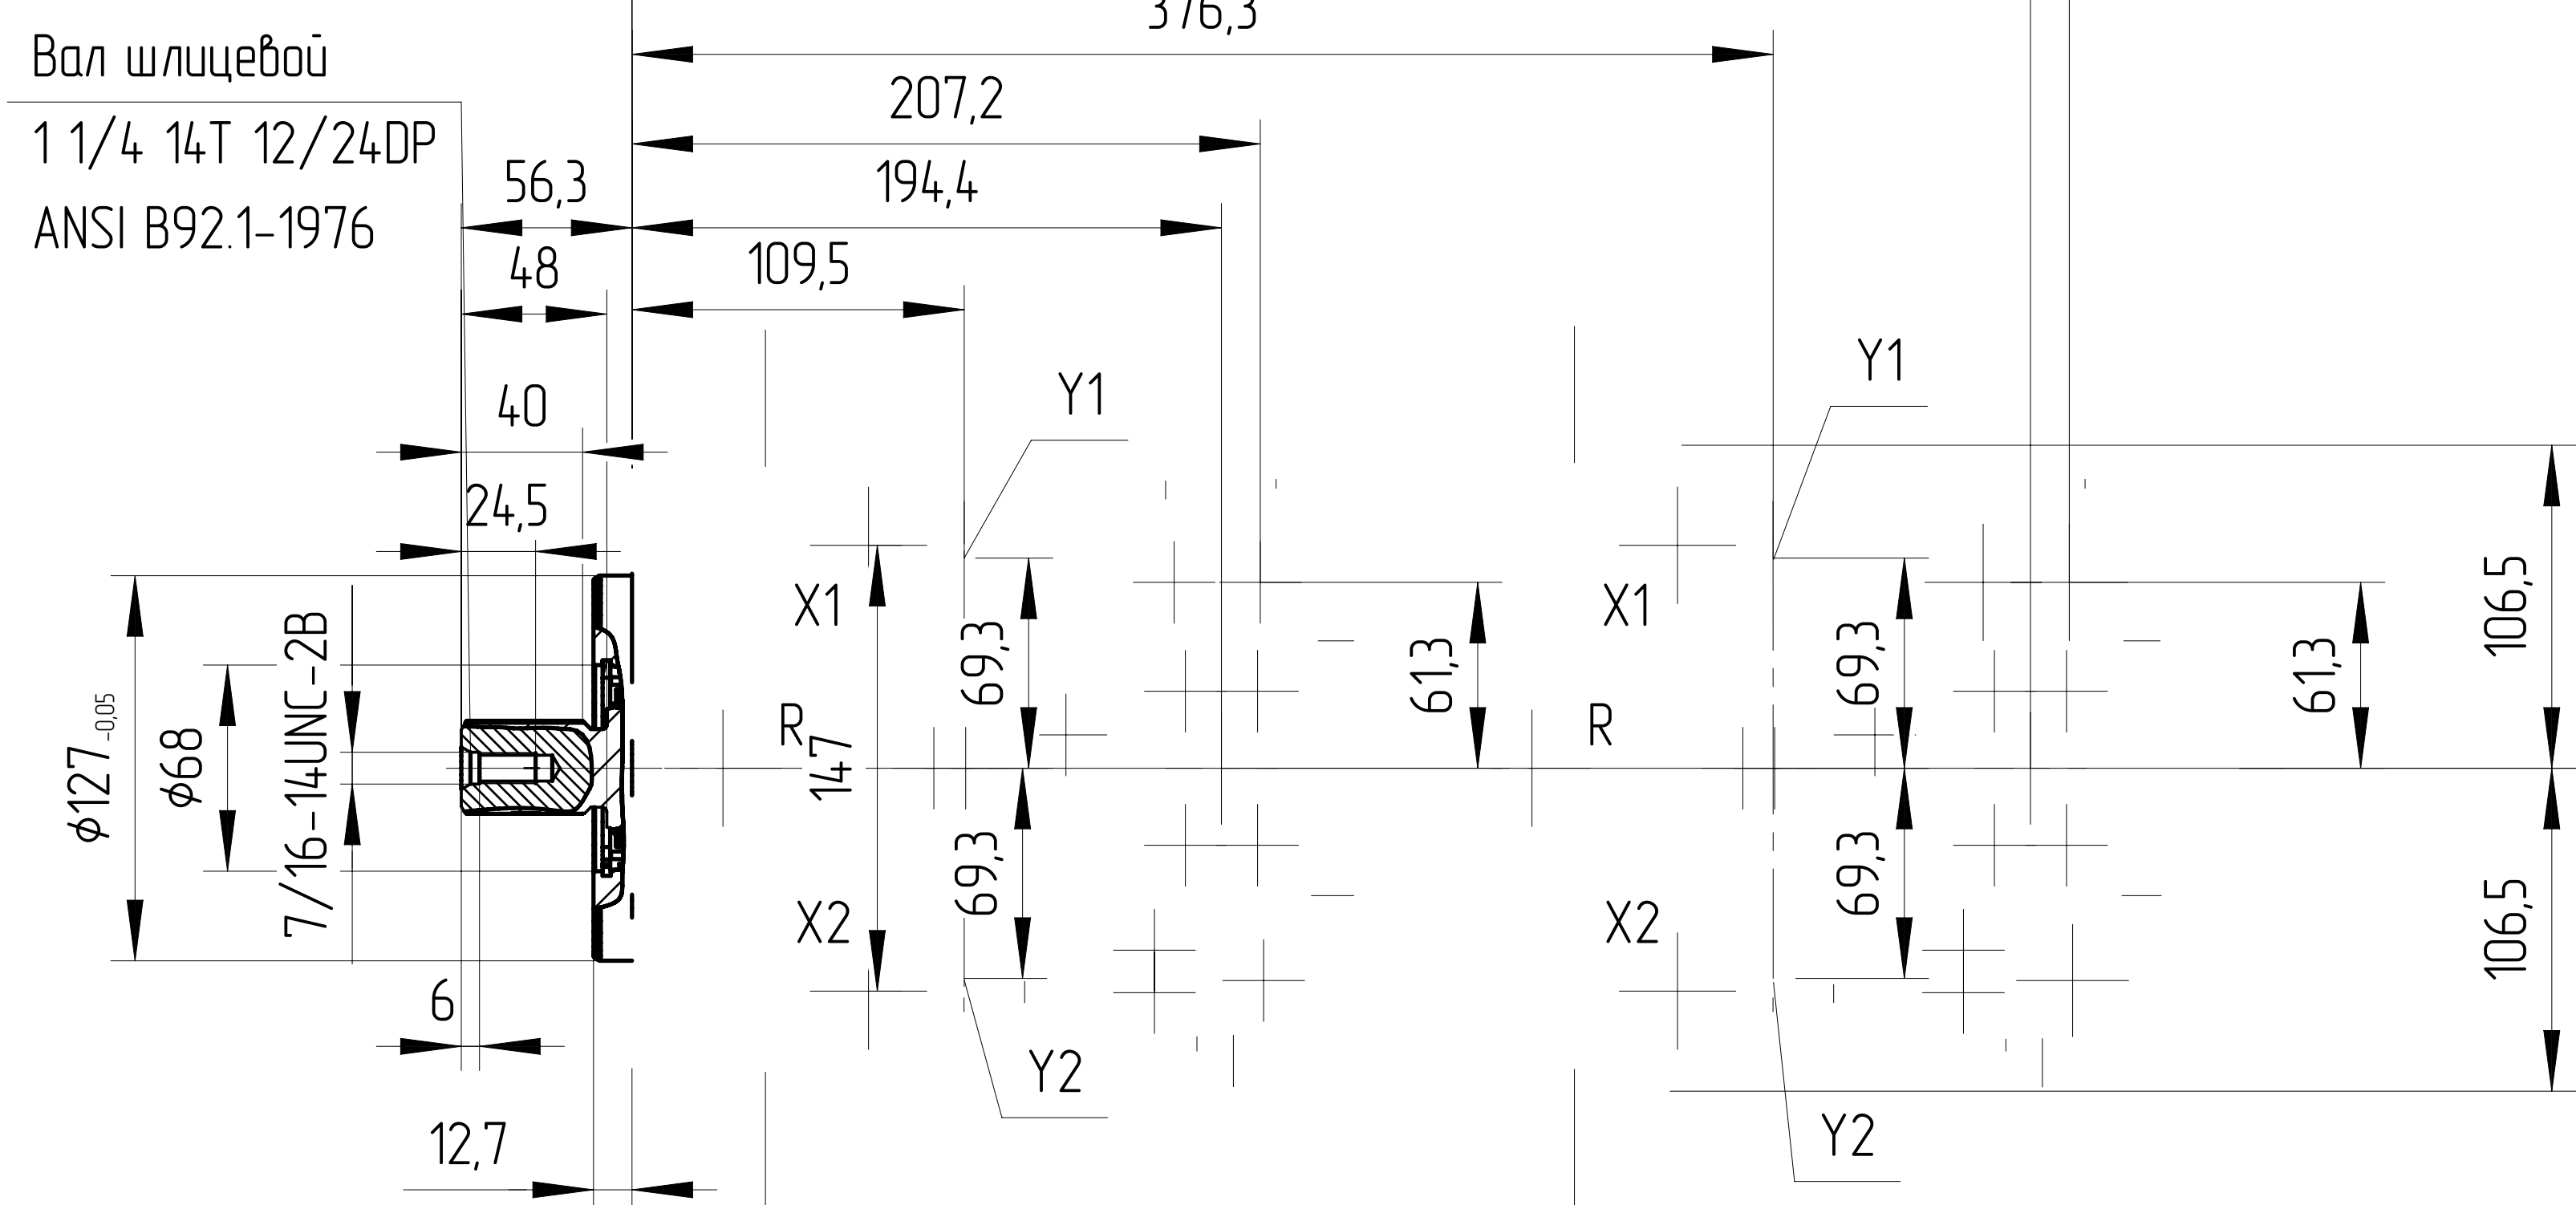 376,3
Вал шлицевой
1 1/4 14T 12/24DP
ANSI B92.1-1976
207,2
56,3
194,4
48
109,5
40
Y1
Y1
24,5
X1
X1
106,5
7/16-14UNC-2B
69,3
61,3
69,3
61,3
ϕ127 -0,05
ϕ68
R
R
147
69,3
69,3
X2
X2
106,5
6
Y2
Y2
12,7